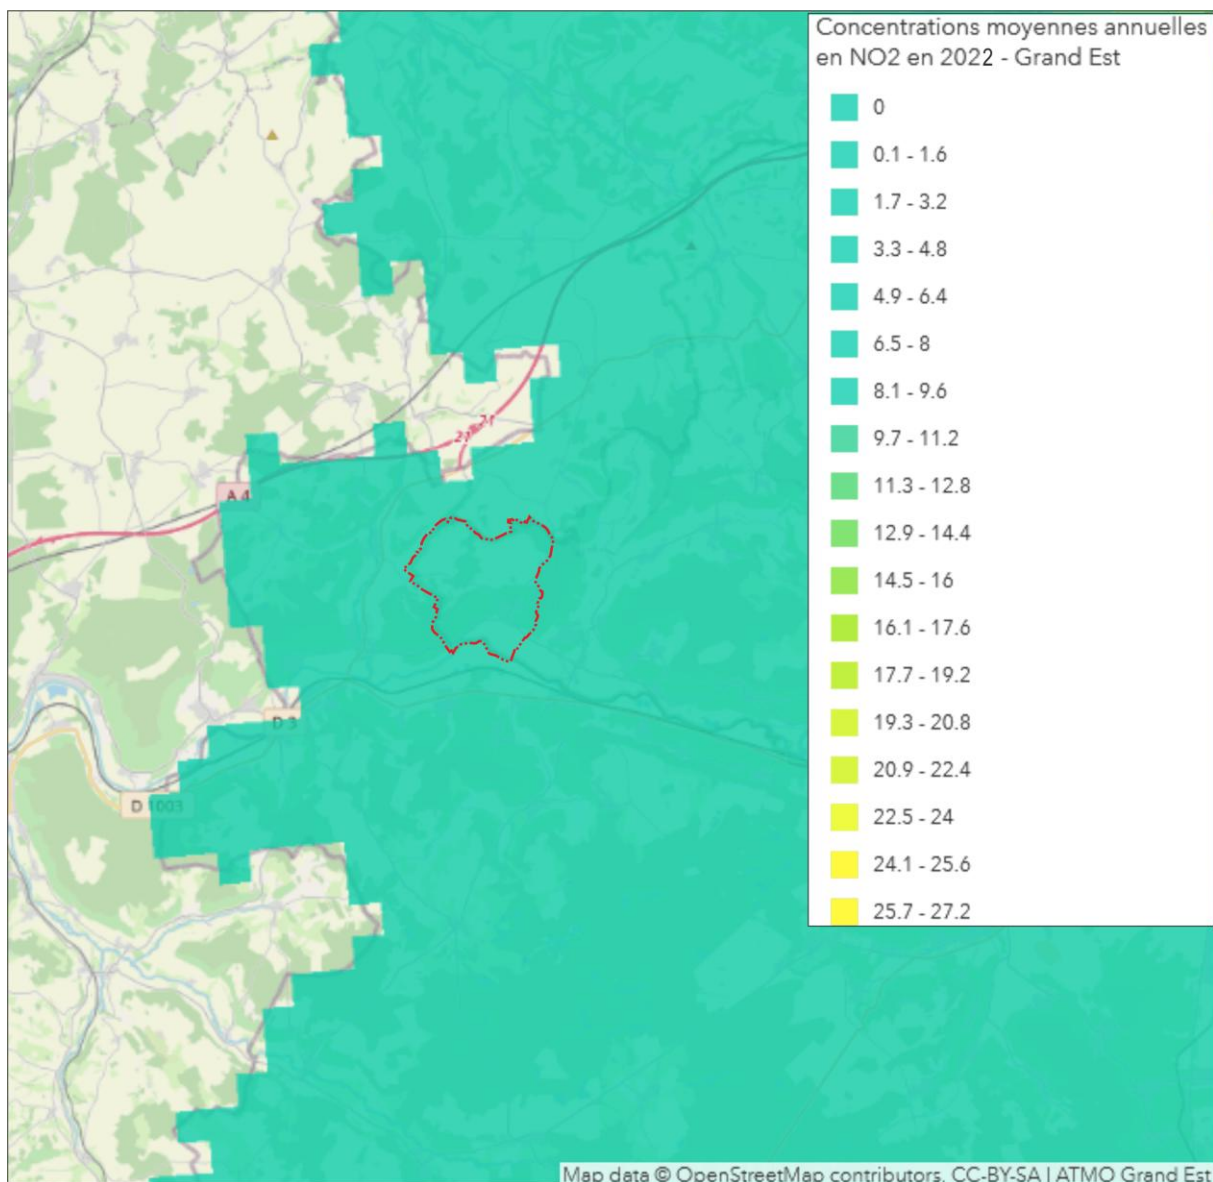 Concentrations moyennes annuelles
en NO2 en 2022 - Grand Est
0
0.1 - 1.6
1.7 - 3.2
3.3 - 4.8
4.9 - 6.4
6.5 - 8
8.1 - 9.6
9.7 - 11.2
11.3 - 12.8
12.9 - 14.4
14.5 - 16
16.1 - 17.6
17.7 - 19.2
19.3 - 20.8
20.9 - 22.4
22.5 - 24
24.1 - 25.6
25.7 - 27.2
21
21
A 4
D 3
D 1003
Map data © OpenStreetMap contributors, CC-BY-SA | ATMO Grand Est